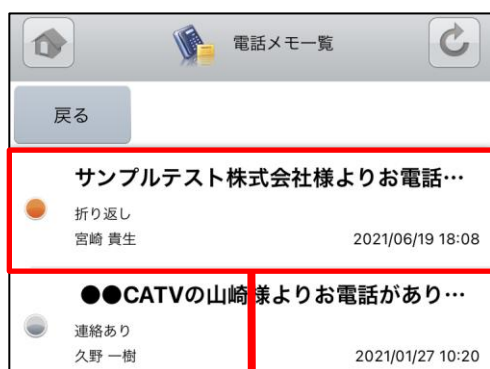 電話メモ一覧
戻る
サンプルテスト株式会社様よりお電話…
折り返し
宮崎 貴生
2021/06/19 18:08
●●CATVの山崎様よりお電話があり…
連絡あり
久野 一樹
2021/01/27 10:20